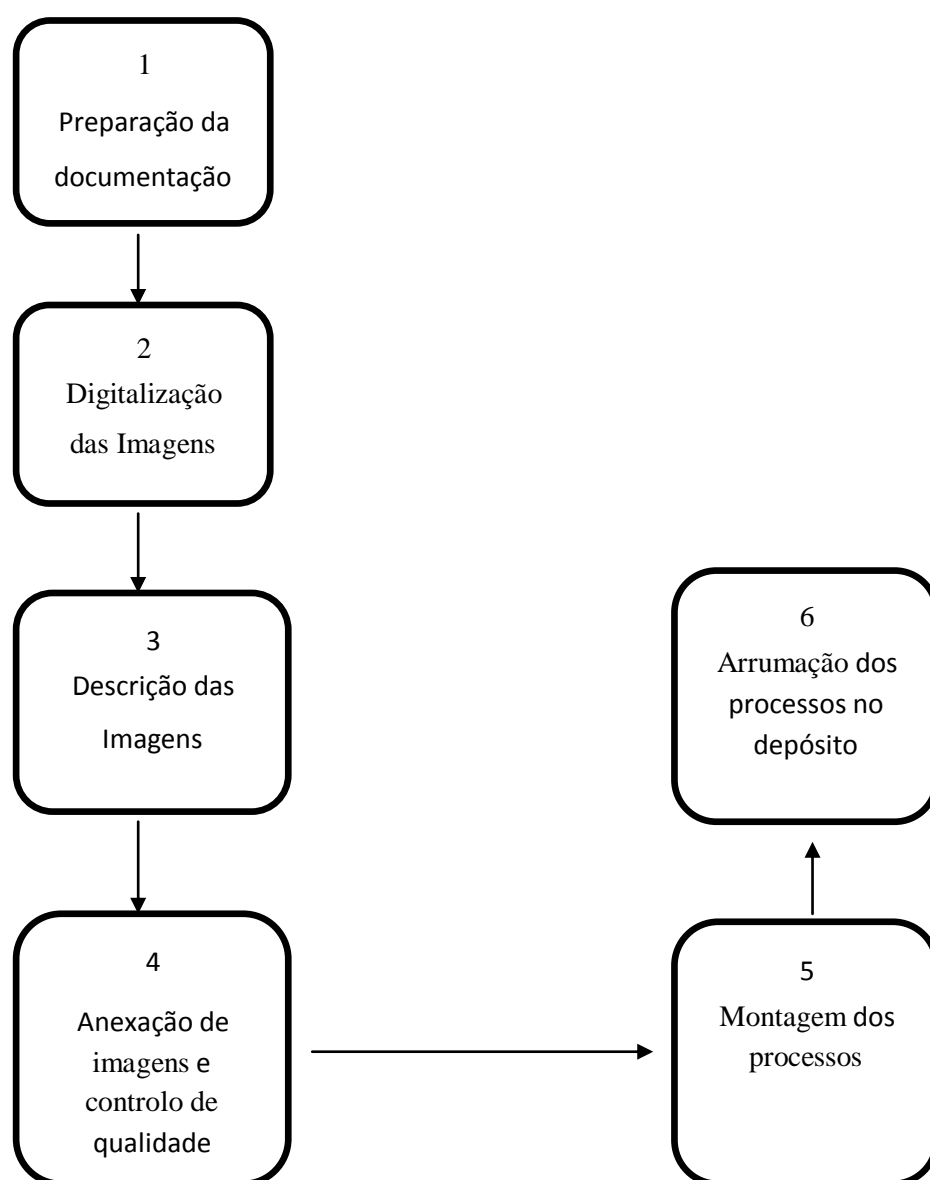 1
Preparação da
documentação
2
Digitalização
das Imagens
3
Descrição das
Imagens
4
Anexação de
imagens e
controlo de
qualidade
5
Montagem dos
processos
6
Arrumação dos
processos no
depósito